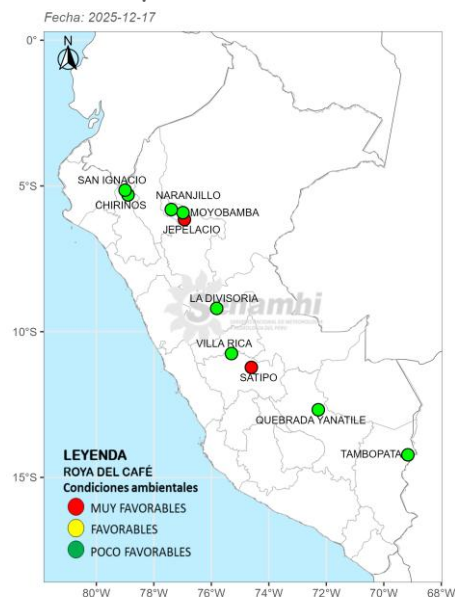 Fecha: 2025-12-17
N
0°
5°S
10°S
15°S
SAN IGNACIO
CHIRINOS
NARANJILLO
MOYOBAMBA
JEPELACIO
LA DIVISORIA
Senamhi
VILLA RICA
SATIPO
QUEBRADA YANATILE
TAMBOPATA
LEYENDA
ROYA DEL CAFÉ
Condiciones ambientales
MUY FAVORABLES
FAVORABLES
POCO FAVORABLES
80°W 78°W 76°W 74°W 72°W 70°W 68°W